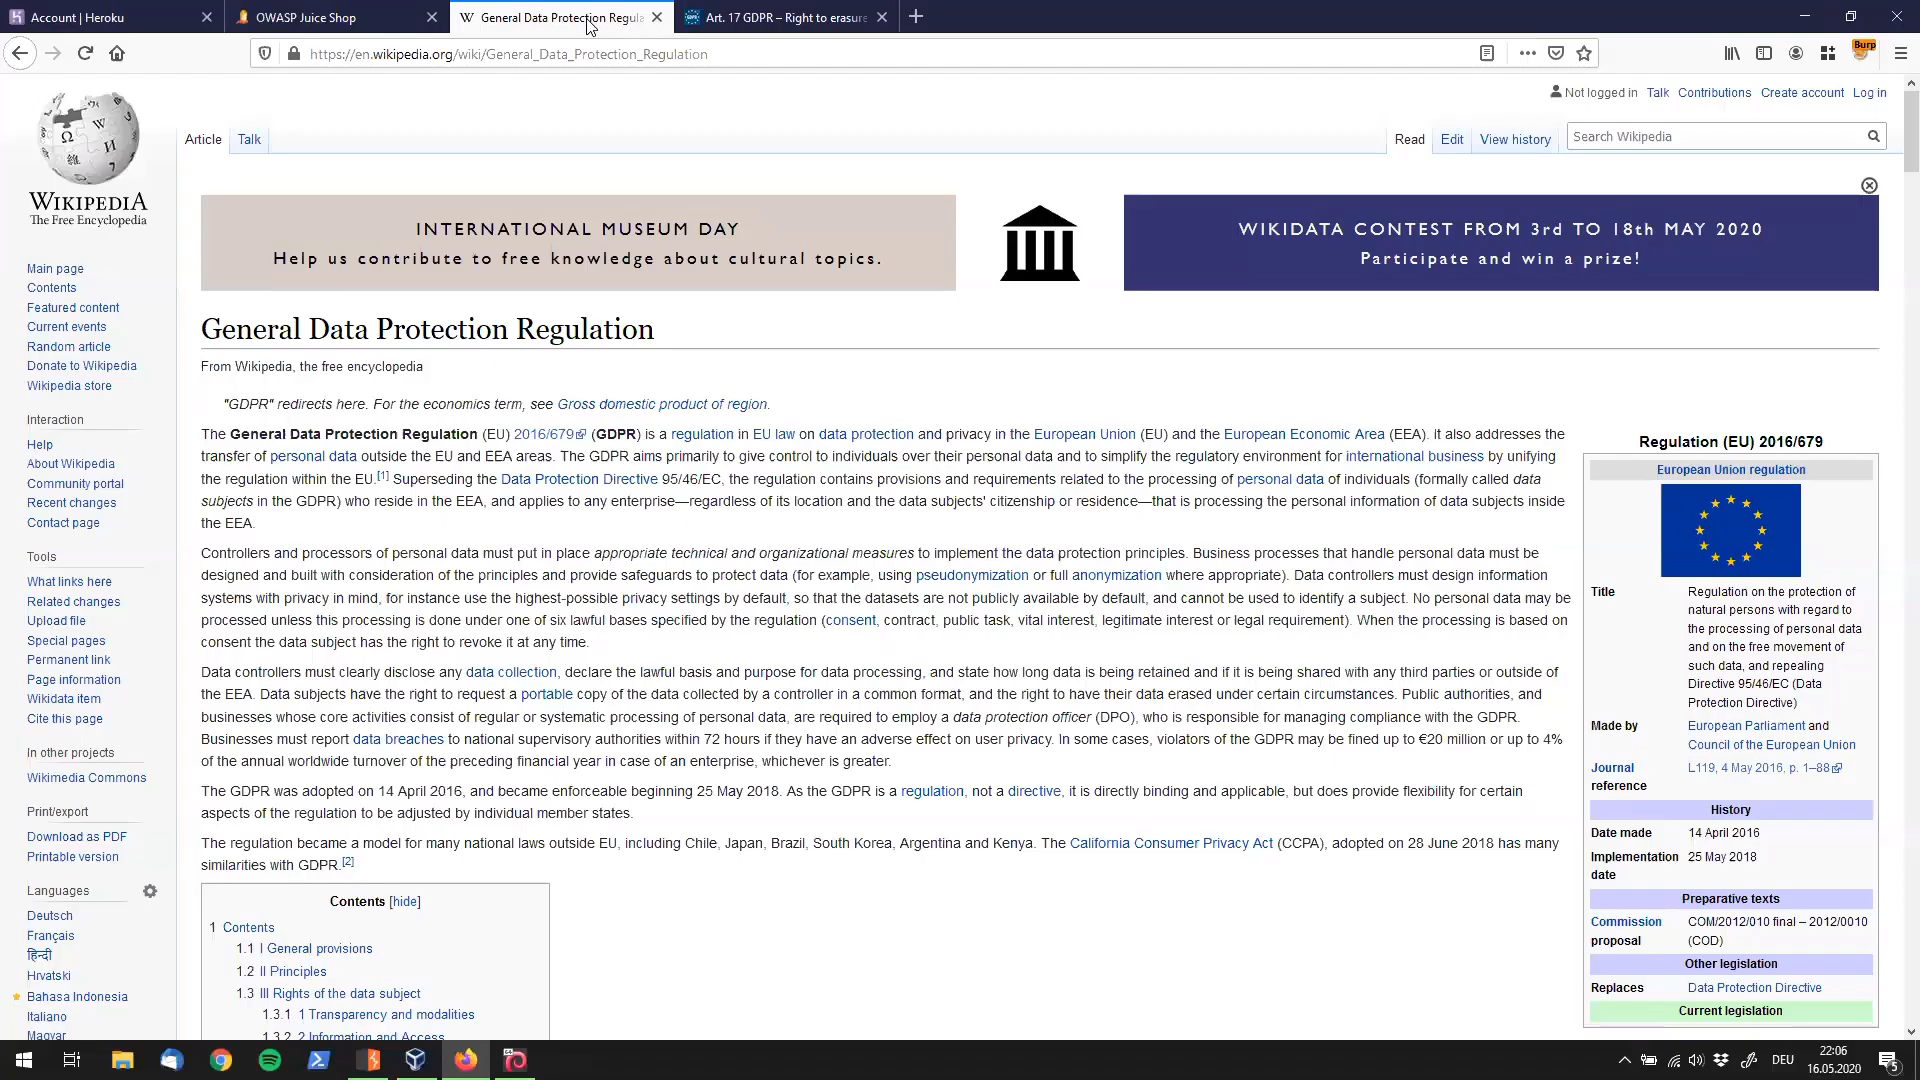 Account | Heroku
OWASP Juice Shop
General Data Protection Regula
Art. 17 GDPR – Right to erasure
https://en.wikipedia.org/wiki/General_Data_Protection_Regulation
Burp
Not logged in Talk Contributions Create account Log in
Article Talk
Read Edit View history
Search Wikipedia
WIKIPEDIA
The Free Encyclopedia
Main page
Contents
Featured content
Current events
Random article
Donate to Wikipedia
Wikipedia store
Interaction
Help
About Wikipedia
Community portal
Recent changes
Contact page
Tools
What links here
Related changes
Upload file
Special pages
Permanent link
Page information
Wikidata item
Cite this page
In other projects
Wikimedia Commons
Print/export
Download as PDF
Printable version
Languages
Deutsch
Français
हिन्दी
Hrvatski
Bahasa Indonesia
Italiano
Magyar
INTERNATIONAL MUSEUM DAY
Help us contribute to free knowledge about cultural topics.
WIKIDATA CONTEST FROM 3rd TO 18th MAY 2020
Participate and win a prize!
General Data Protection Regulation
From Wikipedia, the free encyclopedia
"GDPR" redirects here. For the economics term, see Gross domestic product of region.
The General Data Protection Regulation (EU) 2016/679 (GDPR) is a regulation in EU law on data protection and privacy in the European Union (EU) and the European Economic Area (EEA). It also addresses the
transfer of personal data outside the EU and EEA areas. The GDPR aims primarily to give control to individuals over their personal data and to simplify the regulatory environment for international business by unifying
the regulation within the EU.[1] Superseding the Data Protection Directive 95/46/EC, the regulation contains provisions and requirements related to the processing of personal data of individuals (formally called data
subjects in the GDPR) who reside in the EEA, and applies to any enterprise—regardless of its location and the data subjects' citizenship or residence—that is processing the personal information of data subjects inside
the EEA.
Controllers and processors of personal data must put in place appropriate technical and organizational measures to implement the data protection principles. Business processes that handle personal data must be
designed and built with consideration of the principles and provide safeguards to protect data (for example, using pseudonymization or full anonymization where appropriate). Data controllers must design information
systems with privacy in mind, for instance use the highest-possible privacy settings by default, so that the datasets are not publicly available by default, and cannot be used to identify a subject. No personal data may be
processed unless this processing is done under one of six lawful bases specified by the regulation (consent, contract, public task, vital interest, legitimate interest or legal requirement). When the processing is based on
consent the data subject has the right to revoke it at any time.
Data controllers must clearly disclose any data collection, declare the lawful basis and purpose for data processing, and state how long data is being retained and if it is being shared with any third parties or outside of
the EEA. Data subjects have the right to request a portable copy of the data collected by a controller in a common format, and the right to have their data erased under certain circumstances. Public authorities, and
businesses whose core activities consist of regular or systematic processing of personal data, are required to employ a data protection officer (DPO), who is responsible for managing compliance with the GDPR.
Businesses must report data breaches to national supervisory authorities within 72 hours if they have an adverse effect on user privacy. In some cases, violators of the GDPR may be fined up to €20 million or up to 4%
of the annual worldwide turnover of the preceding financial year in case of an enterprise, whichever is greater.
The GDPR was adopted on 14 April 2016, and became enforceable beginning 25 May 2018. As the GDPR is a regulation, not a directive, it is directly binding and applicable, but does provide flexibility for certain
aspects of the regulation to be adjusted by individual member states.
The regulation became a model for many national laws outside EU, including Chile, Japan, Brazil, South Korea, Argentina and Kenya. The California Consumer Privacy Act (CCPA), adopted on 28 June 2018 has many
similarities with GDPR.[2]
Contents [hide]
1 Contents
1.1 I General provisions
1.2 II Principles
1.3 III Rights of the data subject
1.3.1 1 Transparency and modalities
1.3.2 2 Information and Access
Regulation (EU) 2016/679
European Union regulation
Title Regulation on the protection of
natural persons with regard to
the processing of personal data
and on the free movement of
such data, and repealing
Directive 95/46/EC (Data
Protection Directive)
Made by European Parliament and
Council of the European Union
Journal L119, 4 May 2016, p. 1–88
reference
History
Date made 14 April 2016
Implementation 25 May 2018
date
Preparative texts
Commission COM/2012/010 final – 2012/0010
proposal (COD)
Other legislation
Replaces Data Protection Directive
Current legislation
DEU
22:06
16.05.2020
5